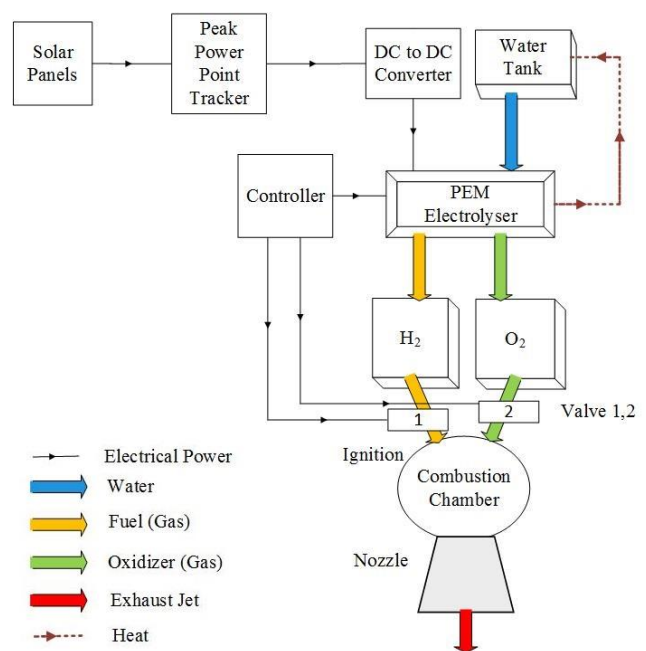 Solar
Panels
Peak
Power
Point
Tracker
DC to DC
Converter
Water
Tank
Controller
PEM
Electrolyser
H₂
O₂
1
2
Valve 1,2
Ignition
Combustion
Chamber
Nozzle
Electrical Power
Water
Fuel (Gas)
Oxidizer (Gas)
Exhaust Jet
Heat